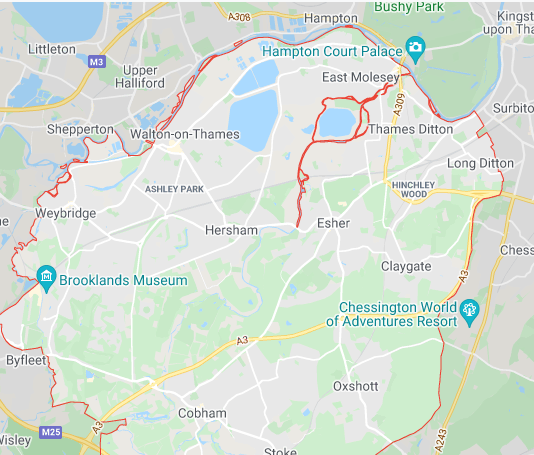 Bushy Park
Hampton
Kings
upon Tha
A308
Littleton
M3
Hampton Court Palace
Upper
Halliford
East Molesey
A309
Surbito
Shepperton
Walton-on-Thames
Thames Ditton
Long Ditton
ASHLEY PARK
HINCHLEY
WOOD
Weybridge
Hersham
Esher
Chess
Claygate
A3
Brooklands Museum
Chessington World
of Adventures Resort
A3
Byfleet
Oxshott
Cobham
M25
A3
Wisley
A243
Stoke